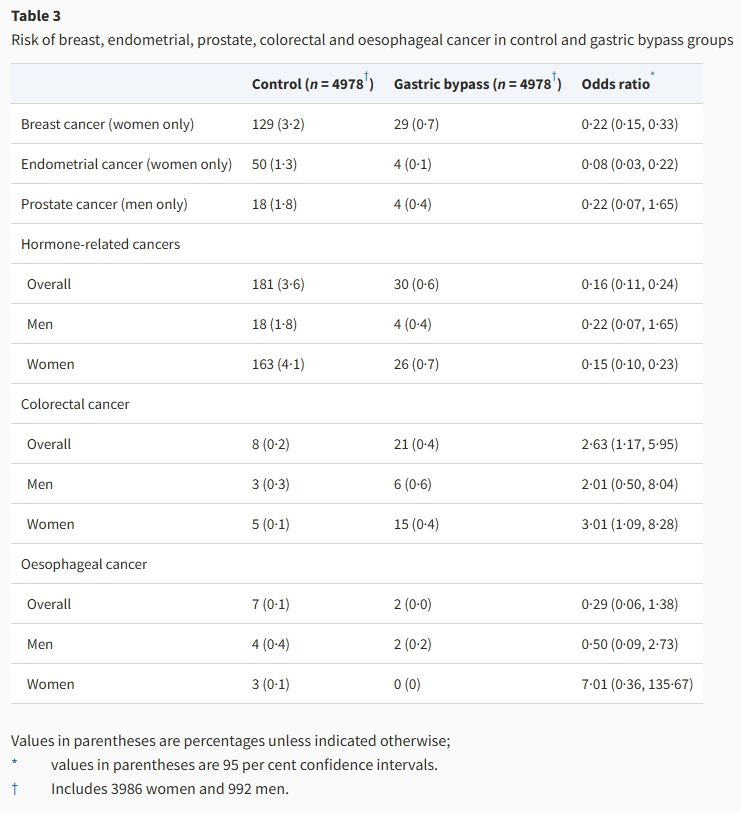 Table 3
Risk of breast, endometrial, prostate, colorectal and oesophageal cancer in control and gastric bypass groups
Control (n = 4978†) Gastric bypass (n = 4978†) Odds ratio*
Breast cancer (women only) 129 (3·2) 29 (0·7) 0·22 (0·15, 0·33)
Endometrial cancer (women only) 50 (1·3) 4 (0·1) 0·08 (0·03, 0·22)
Prostate cancer (men only) 18 (1·8) 4 (0·4) 0·22 (0·07, 1·65)
Hormone-related cancers
Overall 181 (3·6) 30 (0·6) 0·16 (0·11, 0·24)
Men 18 (1·8) 4 (0·4) 0·22 (0·07, 1·65)
Women 163 (4·1) 26 (0·7) 0·15 (0·10, 0·23)
Colorectal cancer
Overall 8 (0·2) 21 (0·4) 2·63 (1·17, 5·95)
Men 3 (0·3) 6 (0·6) 2·01 (0·50, 8·04)
Women 5 (0·1) 15 (0·4) 3·01 (1·09, 8·28)
Oesophageal cancer
Overall 7 (0·1) 2 (0·0) 0·29 (0·06, 1·38)
Men 4 (0·4) 2 (0·2) 0·50 (0·09, 2·73)
Women 3 (0·1) 0 (0) 7·01 (0·36, 135·67)
Values in parentheses are percentages unless indicated otherwise;
* values in parentheses are 95 per cent confidence intervals.
† Includes 3986 women and 992 men.